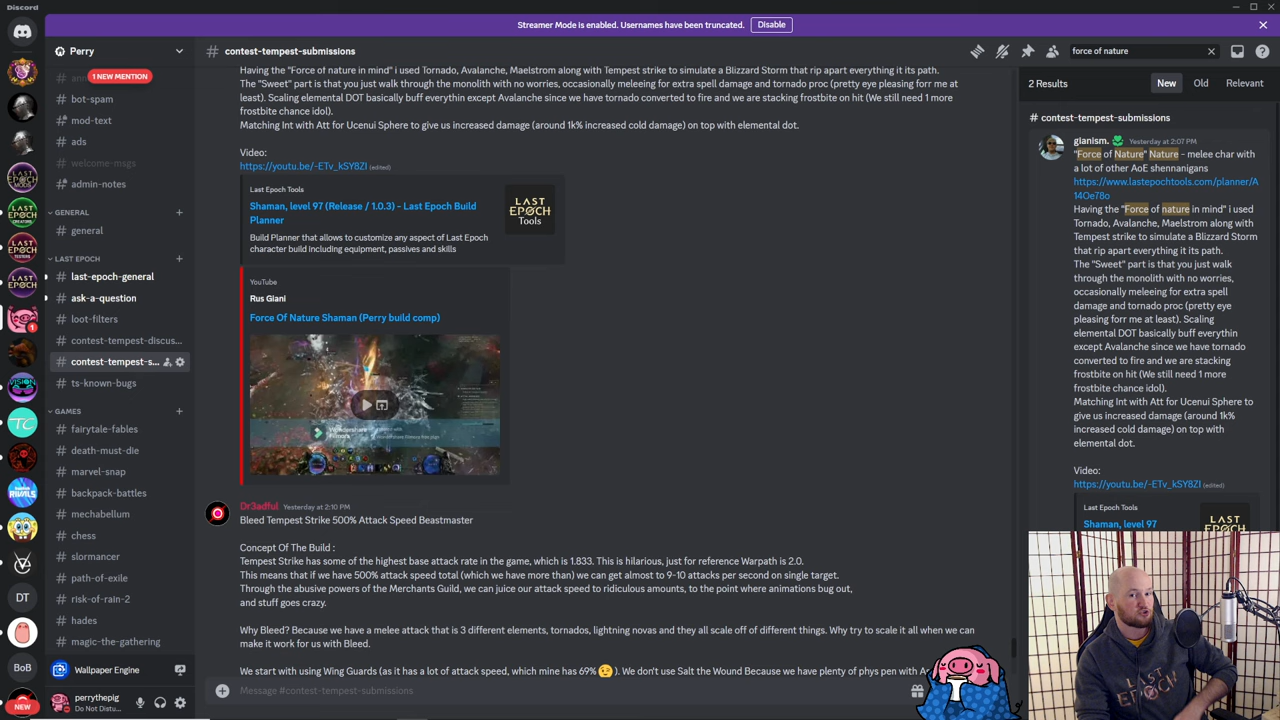 Discord
Streamer Mode is enabled. Usernames have been truncated.
Disable
Perry
1 NEW MENTION
bot-spam
mod-text
ads
welcome-msgs
admin-notes
GENERAL
general
LAST EPOCH
last-epoch-general
ask-a-question
loot-filters
contest-tempest-discus...
contest-tempest-s...
ts-known-bugs
GAMES
fairytale-fables
death-must-die
marvel-snap
backpack-battles
mechabellum
chess
slormancer
path-of-exile
risk-of-rain-2
hades
magic-the-gathering
Wallpaper Engine
perrythepig
Do Not Distu...
NEW
DT
BoB
contest-tempest-submissions
force of nature
Having the "Force of nature in mind" i used Tornado, Avalanche, Maelstrom along with Tempest strike to simulate a Blizzard Storm that rip apart everything it its path.
The "Sweet" part is that you just walk through the monolith with no worries, occasionally meleeing for extra spell damage and tornado proc (pretty eye pleasing forr me at
least). Scaling elemental DOT basically buff everythin except Avalanche since we have tornado converted to fire and we are stacking frostbite on hit (We still need 1 more
frostbite chance idol).
Matching Int with Att for Ucenui Sphere to give us increased damage (around 1k% increased cold damage) on top with elemental dot.
Video:
https://youtu.be/-ETv_kSY8ZI (edited)
Last Epoch Tools
Shaman, level 97 (Release / 1.0.3) - Last Epoch Build
Planner
Build Planner that allows to customize any aspect of Last Epoch
character build including equipment, passives and skills
LAST
EPOCH
Tools
YouTube
Rus Giani
Force Of Nature Shaman (Perry build comp)
Dr3adful Yesterday at 2:10 PM
Bleed Tempest Strike 500% Attack Speed Beastmaster
Concept Of The Build :
Tempest Strike has some of the highest base attack rate in the game, which is 1.833. This is hilarious, just for reference Warpath is 2.0.
This means that if we have 500% attack speed total (which we have more than) we can get almost to 9-10 attacks per second on single target.
Through the abusive powers of the Merchants Guild, we can juice our attack speed to ridiculous amounts, to the point where animations bug out,
and stuff goes crazy.
Why Bleed? Because we have a melee attack that is 3 different elements, tornados, lightning novas and they all scale off of different things. Why try to scale it all when we can
make it work for us with Bleed.
We start with using Wing Guards (as it has a lot of attack speed, which mine has 69% ). We don't use Salt the Wound Because we have plenty of phys pen with
Message #contest-tempest-submissions
2 Results
New
Old
Relevant
contest-tempest-submissions
gianism. Yesterday at 2:07 PM
"Force of Nature" Nature - melee char with
a lot of other AoE shennanigans
https://www.lastepochtools.com/planner/A
14Oe78o
Having the "Force of nature in mind" i used
Tornado, Avalanche, Maelstrom along with
Tempest strike to simulate a Blizzard Storm
that rip apart everything it its path.
The "Sweet" part is that you just walk
through the monolith with no worries,
occasionally meleeing for extra spell
damage and tornado proc (pretty eye
pleasing forr me at least). Scaling
elemental DOT basically buff everythin
except Avalanche since we have tornado
converted to fire and we are stacking
frostbite on hit (We still need 1 more
frostbite chance idol).
Matching Int with Att for Ucenui Sphere to
give us increased damage (around 1k%
increased cold damage) on top with
elemental dot.
Video:
https://youtu.be/-ETv_kSY8ZI (edited)
Last Epoch Tools
Shaman, level 97
LAST